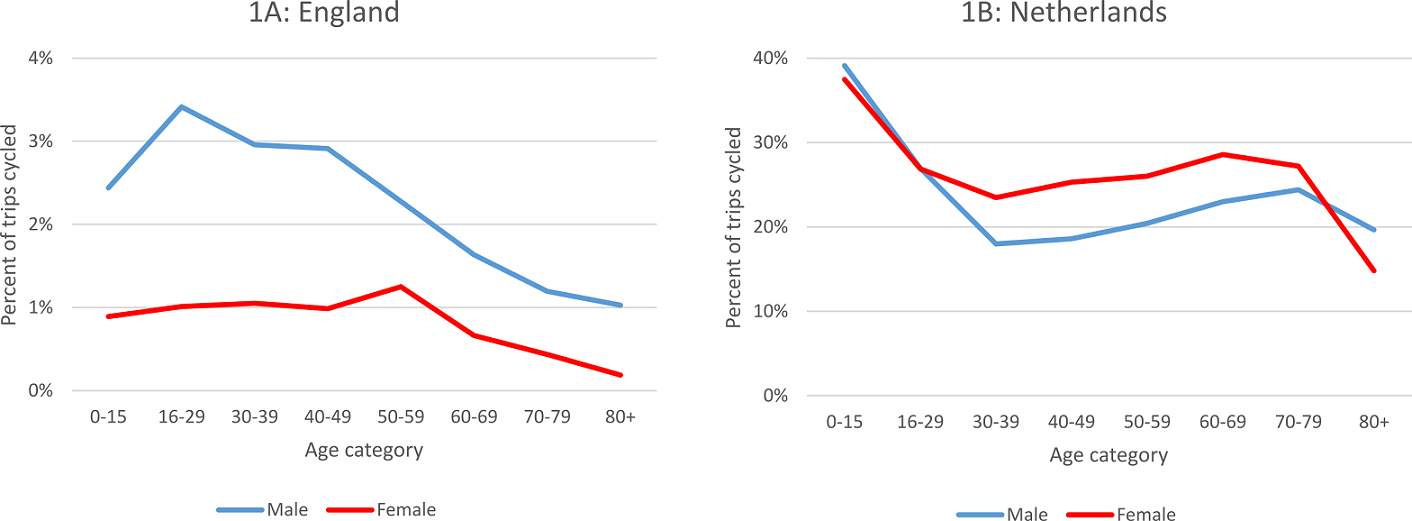 1A: England
Percent of trips cycled
4%
3%
2%
1%
0%
0-15 16-29 30-39 40-49 50-59 60-69 70-79 80+
Age category
Male Female
1B: Netherlands
Percent of trips cycled
40%
30%
20%
10%
0%
0-15 16-29 30-39 40-49 50-59 60-69 70-79 80+
Age category
Male Female